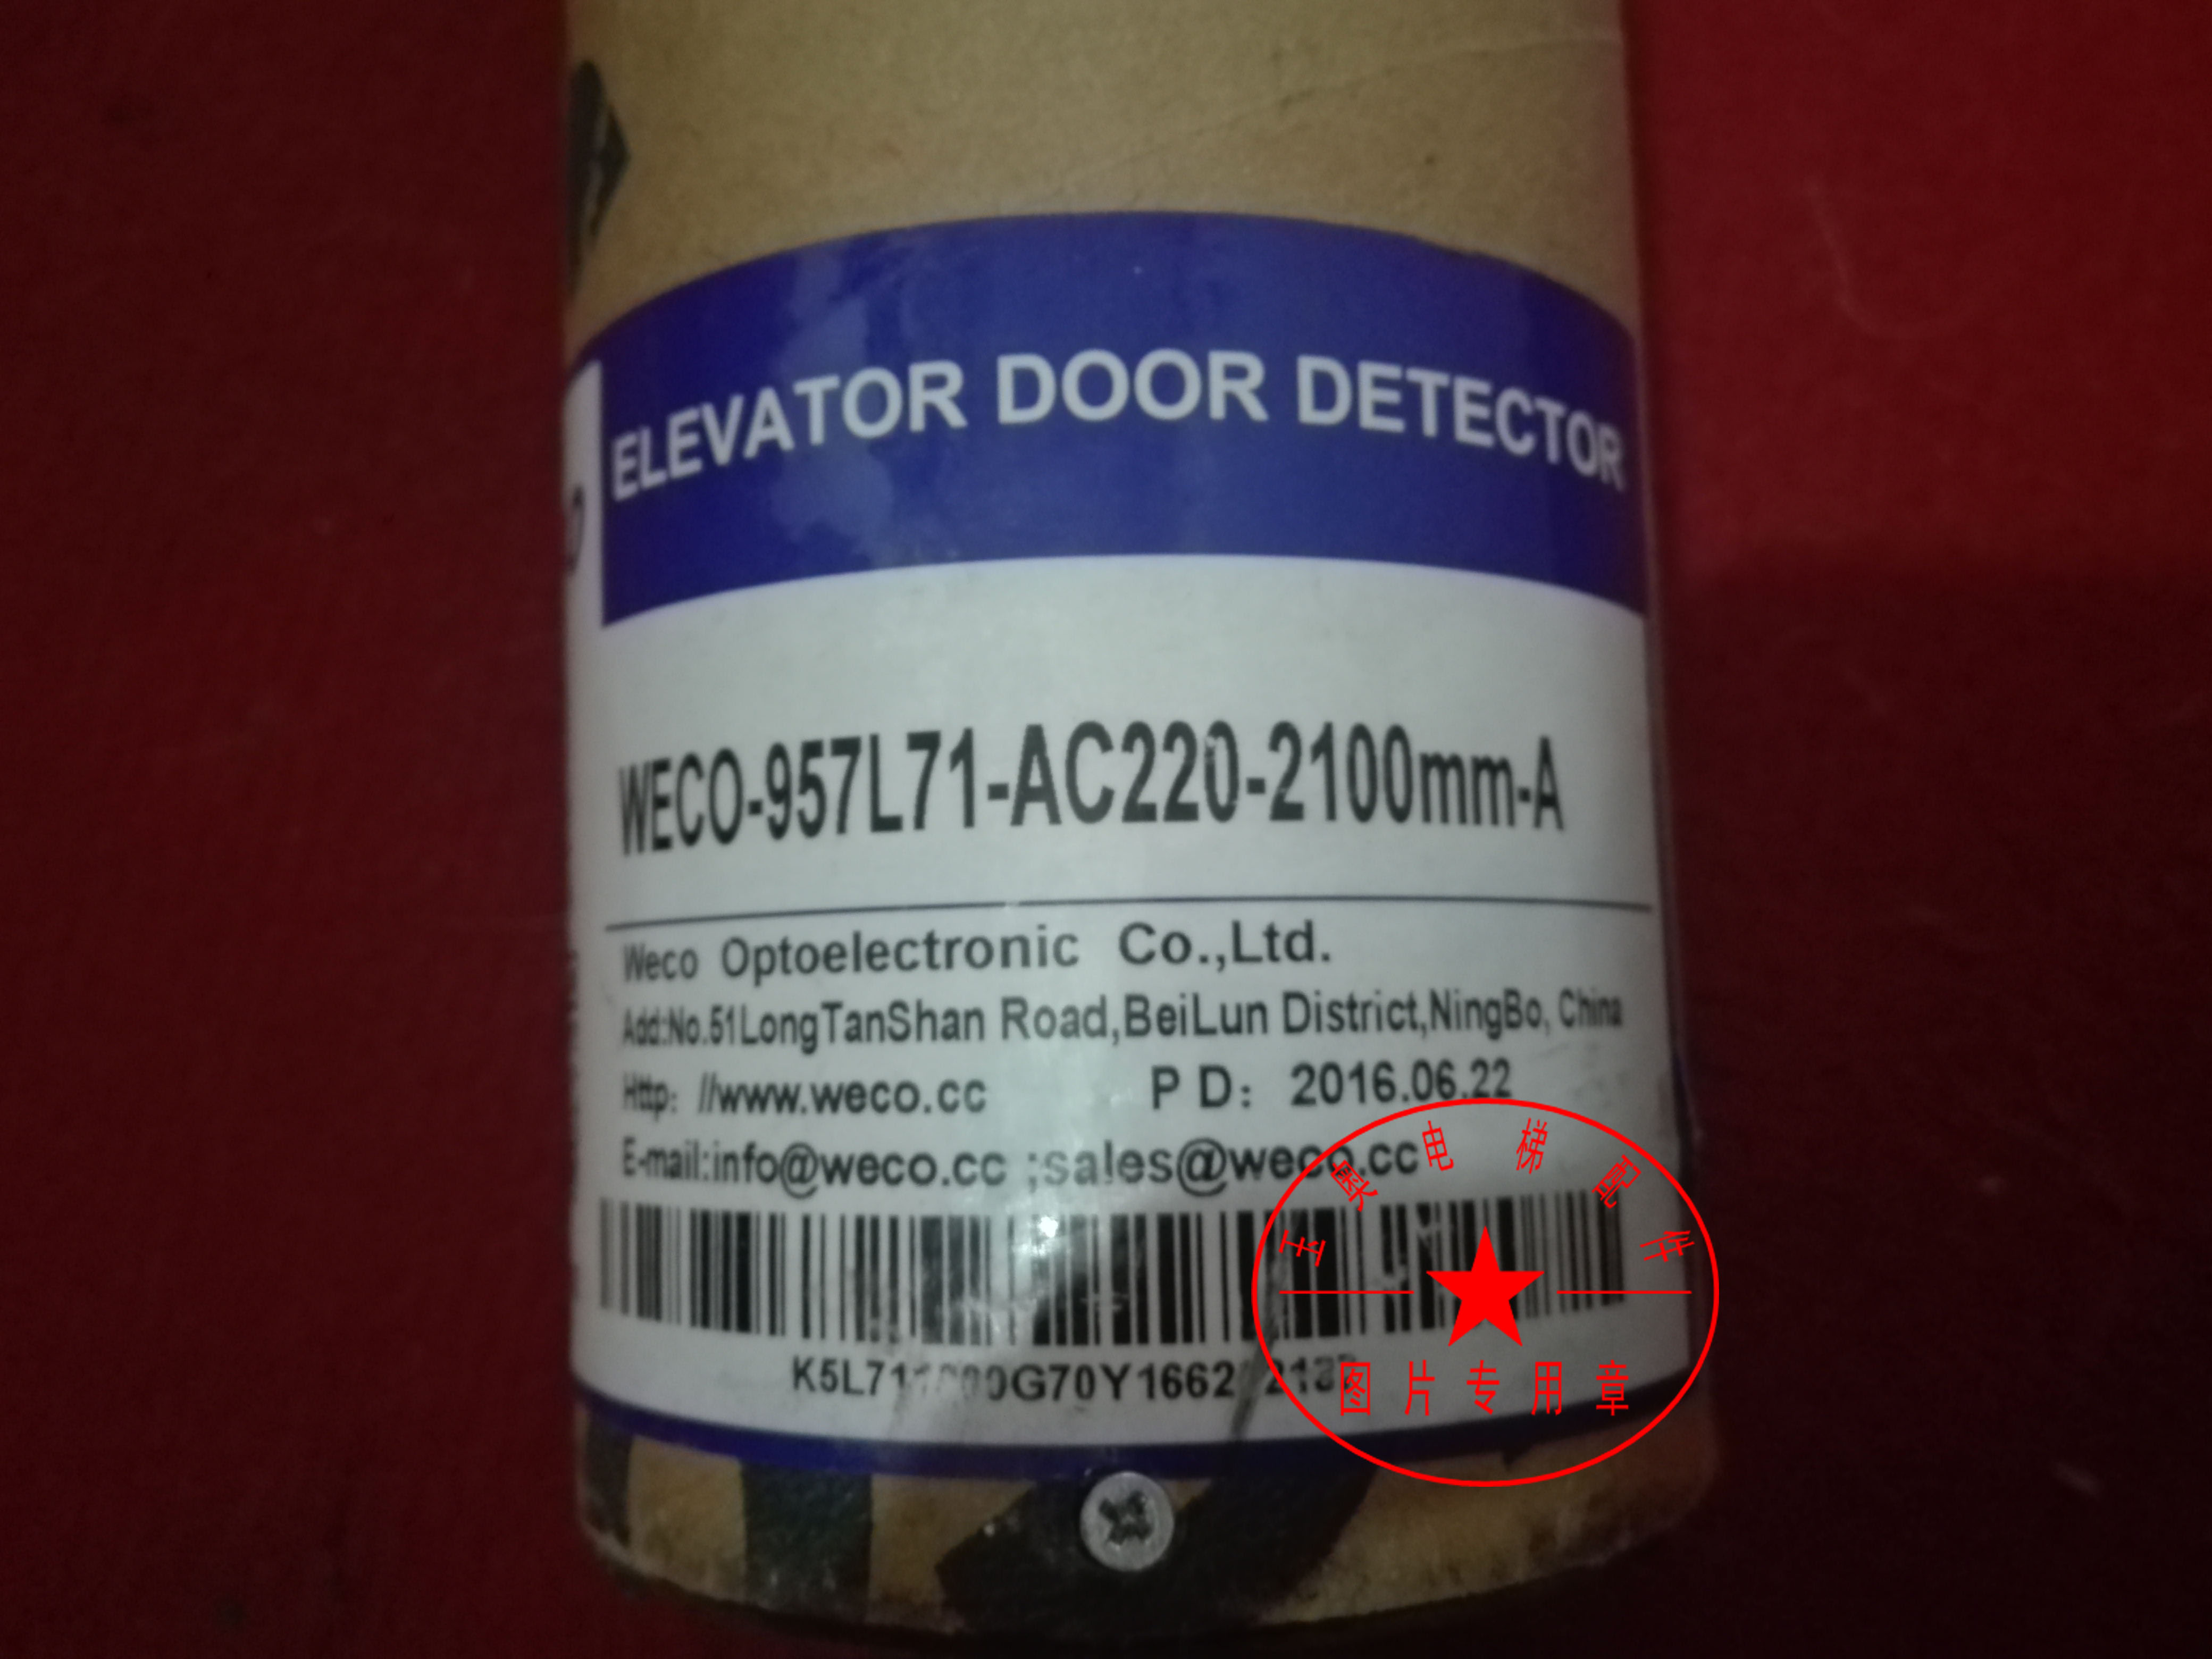 ELEVATOR DOOR DETECTOR
WECO-957L71-AC220-2100mm-A
Weco Optoelectronic Co.,Ltd.
Add:No.51LongTanShan Road,BeiLun District,NingBo, China
Http: //www.weco.cc P D: 2016.06.22
E-mail:info@weco.cc ;sales@weco.cc
奥电梯配件
图片专用章